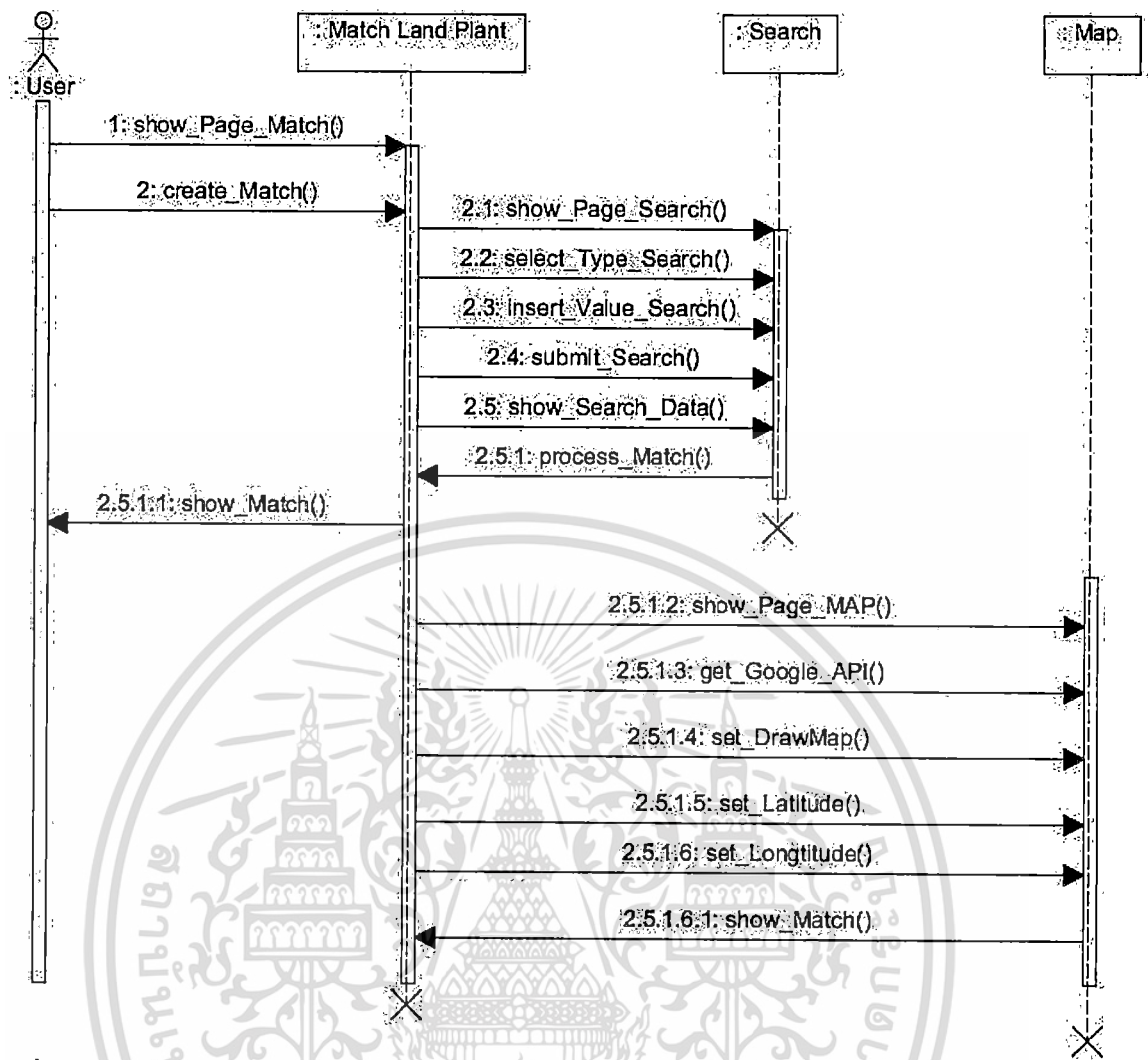 : User
: Match Land Plant
: Search
: Map
1: show_Page_Match()
2: create_Match()
2.1: show_Page_Search()
2.2: select_Type_Search()
2.3: insert_Value_Search()
2.4: submit_Search()
2.5: show_Search_Data()
2.5.1: process_Match()
2.5.1.1: show_Match()
2.5.1.2: show_Page_MAP()
2.5.1.3: get_Google_API()
2.5.1.4: set_DrawMap()
2.5.1.5: set_Latitude()
2.5.1.6: set_Longtitude()
2.5.1.6.1: show_Match()